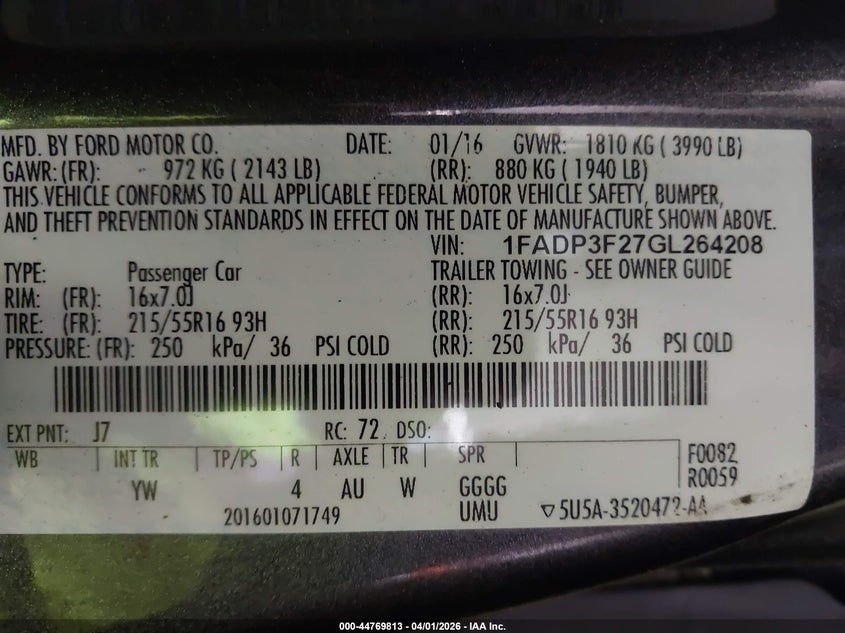 MFD. BY FORD MOTOR CO. DATE: 01/16 GVWR: 1810 KG ( 3990 LB)
GAWR: (FR): 972 KG ( 2143 LB) (RR): 880 KG ( 1940 LB)
THIS VEHICLE CONFORMS TO ALL APPLICABLE FEDERAL MOTOR VEHICLE SAFETY, BUMPER,
AND THEFT PREVENTION STANDARDS IN EFFECT ON THE DATE OF MANUFACTURE SHOWN ABOVE.
VIN: 1FADP3F27GL264208
TYPE: Passenger Car TRAILER TOWING - SEE OWNER GUIDE
RIM: (FR): 16x7.0J (RR): 16x7.0J
TIRE: (FR): 215/55R16 93H (RR): 215/55R16 93H
PRESSURE: (FR): 250 kPa/ 36 PSI COLD (RR): 250 kPa/ 36 PSI COLD
EXT PNT: J7 RC: 72 DSO:
WB INT TR TP/PS R AXLE TR SPR F0082
YW 4 AU W GGGG R0059
201601071749 UMU 5U5A-3520472-AA
000-44769813 - 04/01/2026 - IAA Inc.